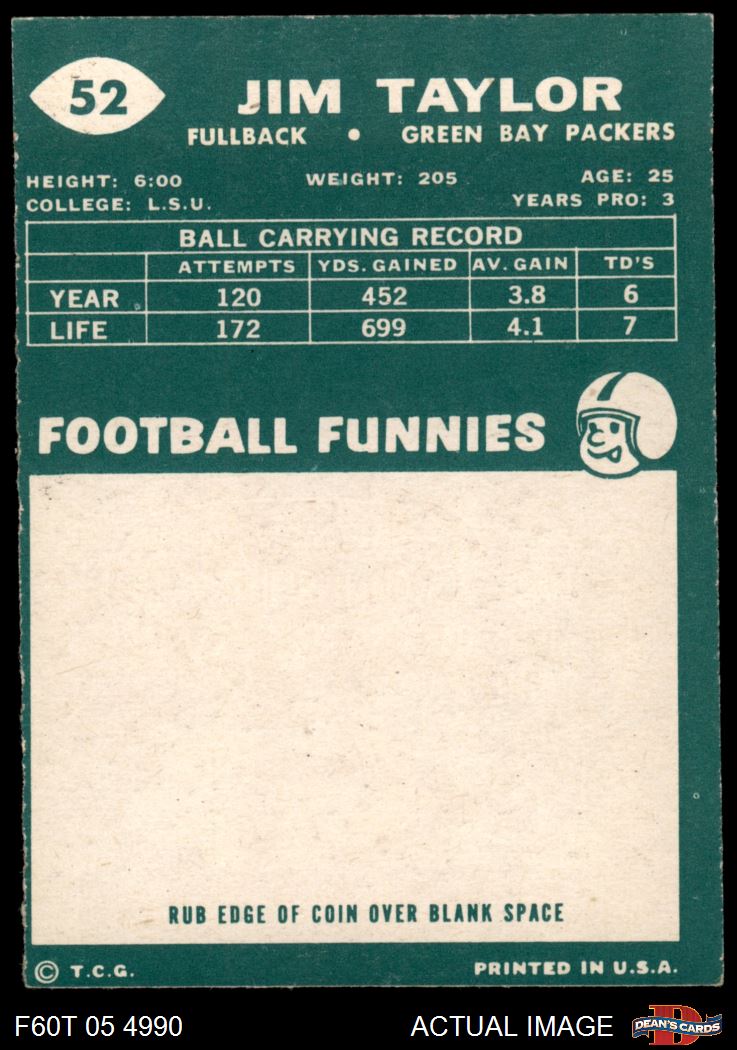 52
JIM TAYLOR
FULLBACK • GREEN BAY PACKERS
HEIGHT: 6:00 WEIGHT: 205 AGE: 25
COLLEGE: L.S.U. YEARS PRO: 3
BALL CARRYING RECORD
ATTEMPTS YDS. GAINED AV. GAIN TD'S
YEAR 120 452 3.8 6
LIFE 172 699 4.1 7
FOOTBALL FUNNIES
RUB EDGE OF COIN OVER BLANK SPACE
© T.C.G. PRINTED IN U.S.A.
F60T 05 4990 ACTUAL IMAGE D DEAN'S CARDS